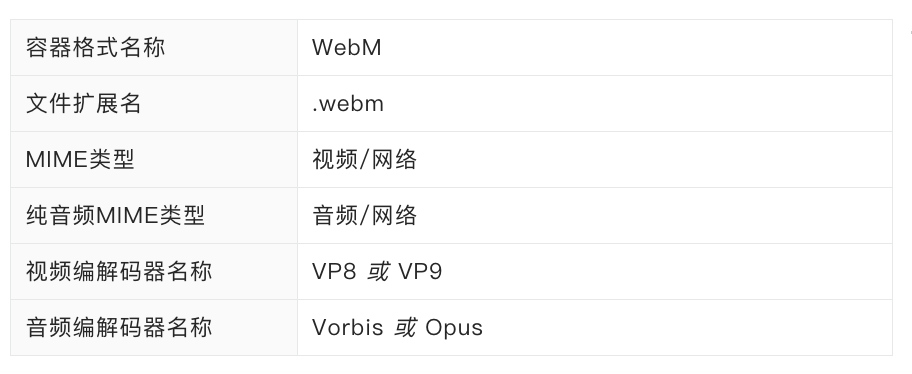 容器格式名称 WebM
文件扩展名 .webm
MIME类型 视频/网络
纯音频MIME类型 音频/网络
视频编解码器名称 VP8 或 VP9
音频编解码器名称 Vorbis 或 Opus